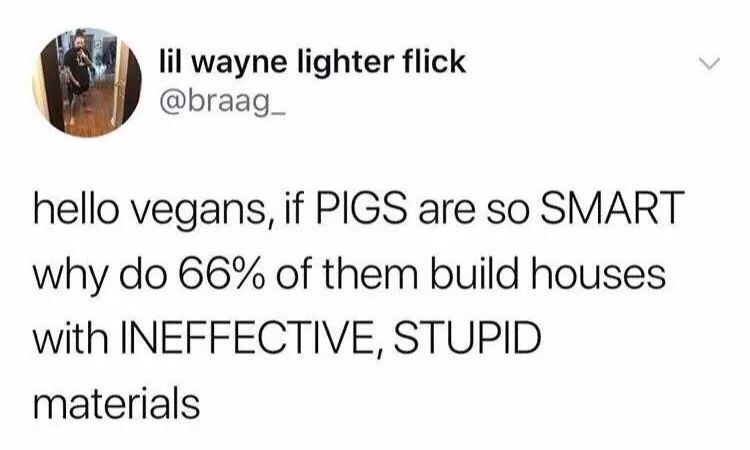 lil wayne lighter flick
@braag_
hello vegans, if PIGS are so SMART
why do 66% of them build houses
with INEFFECTIVE, STUPID
materials